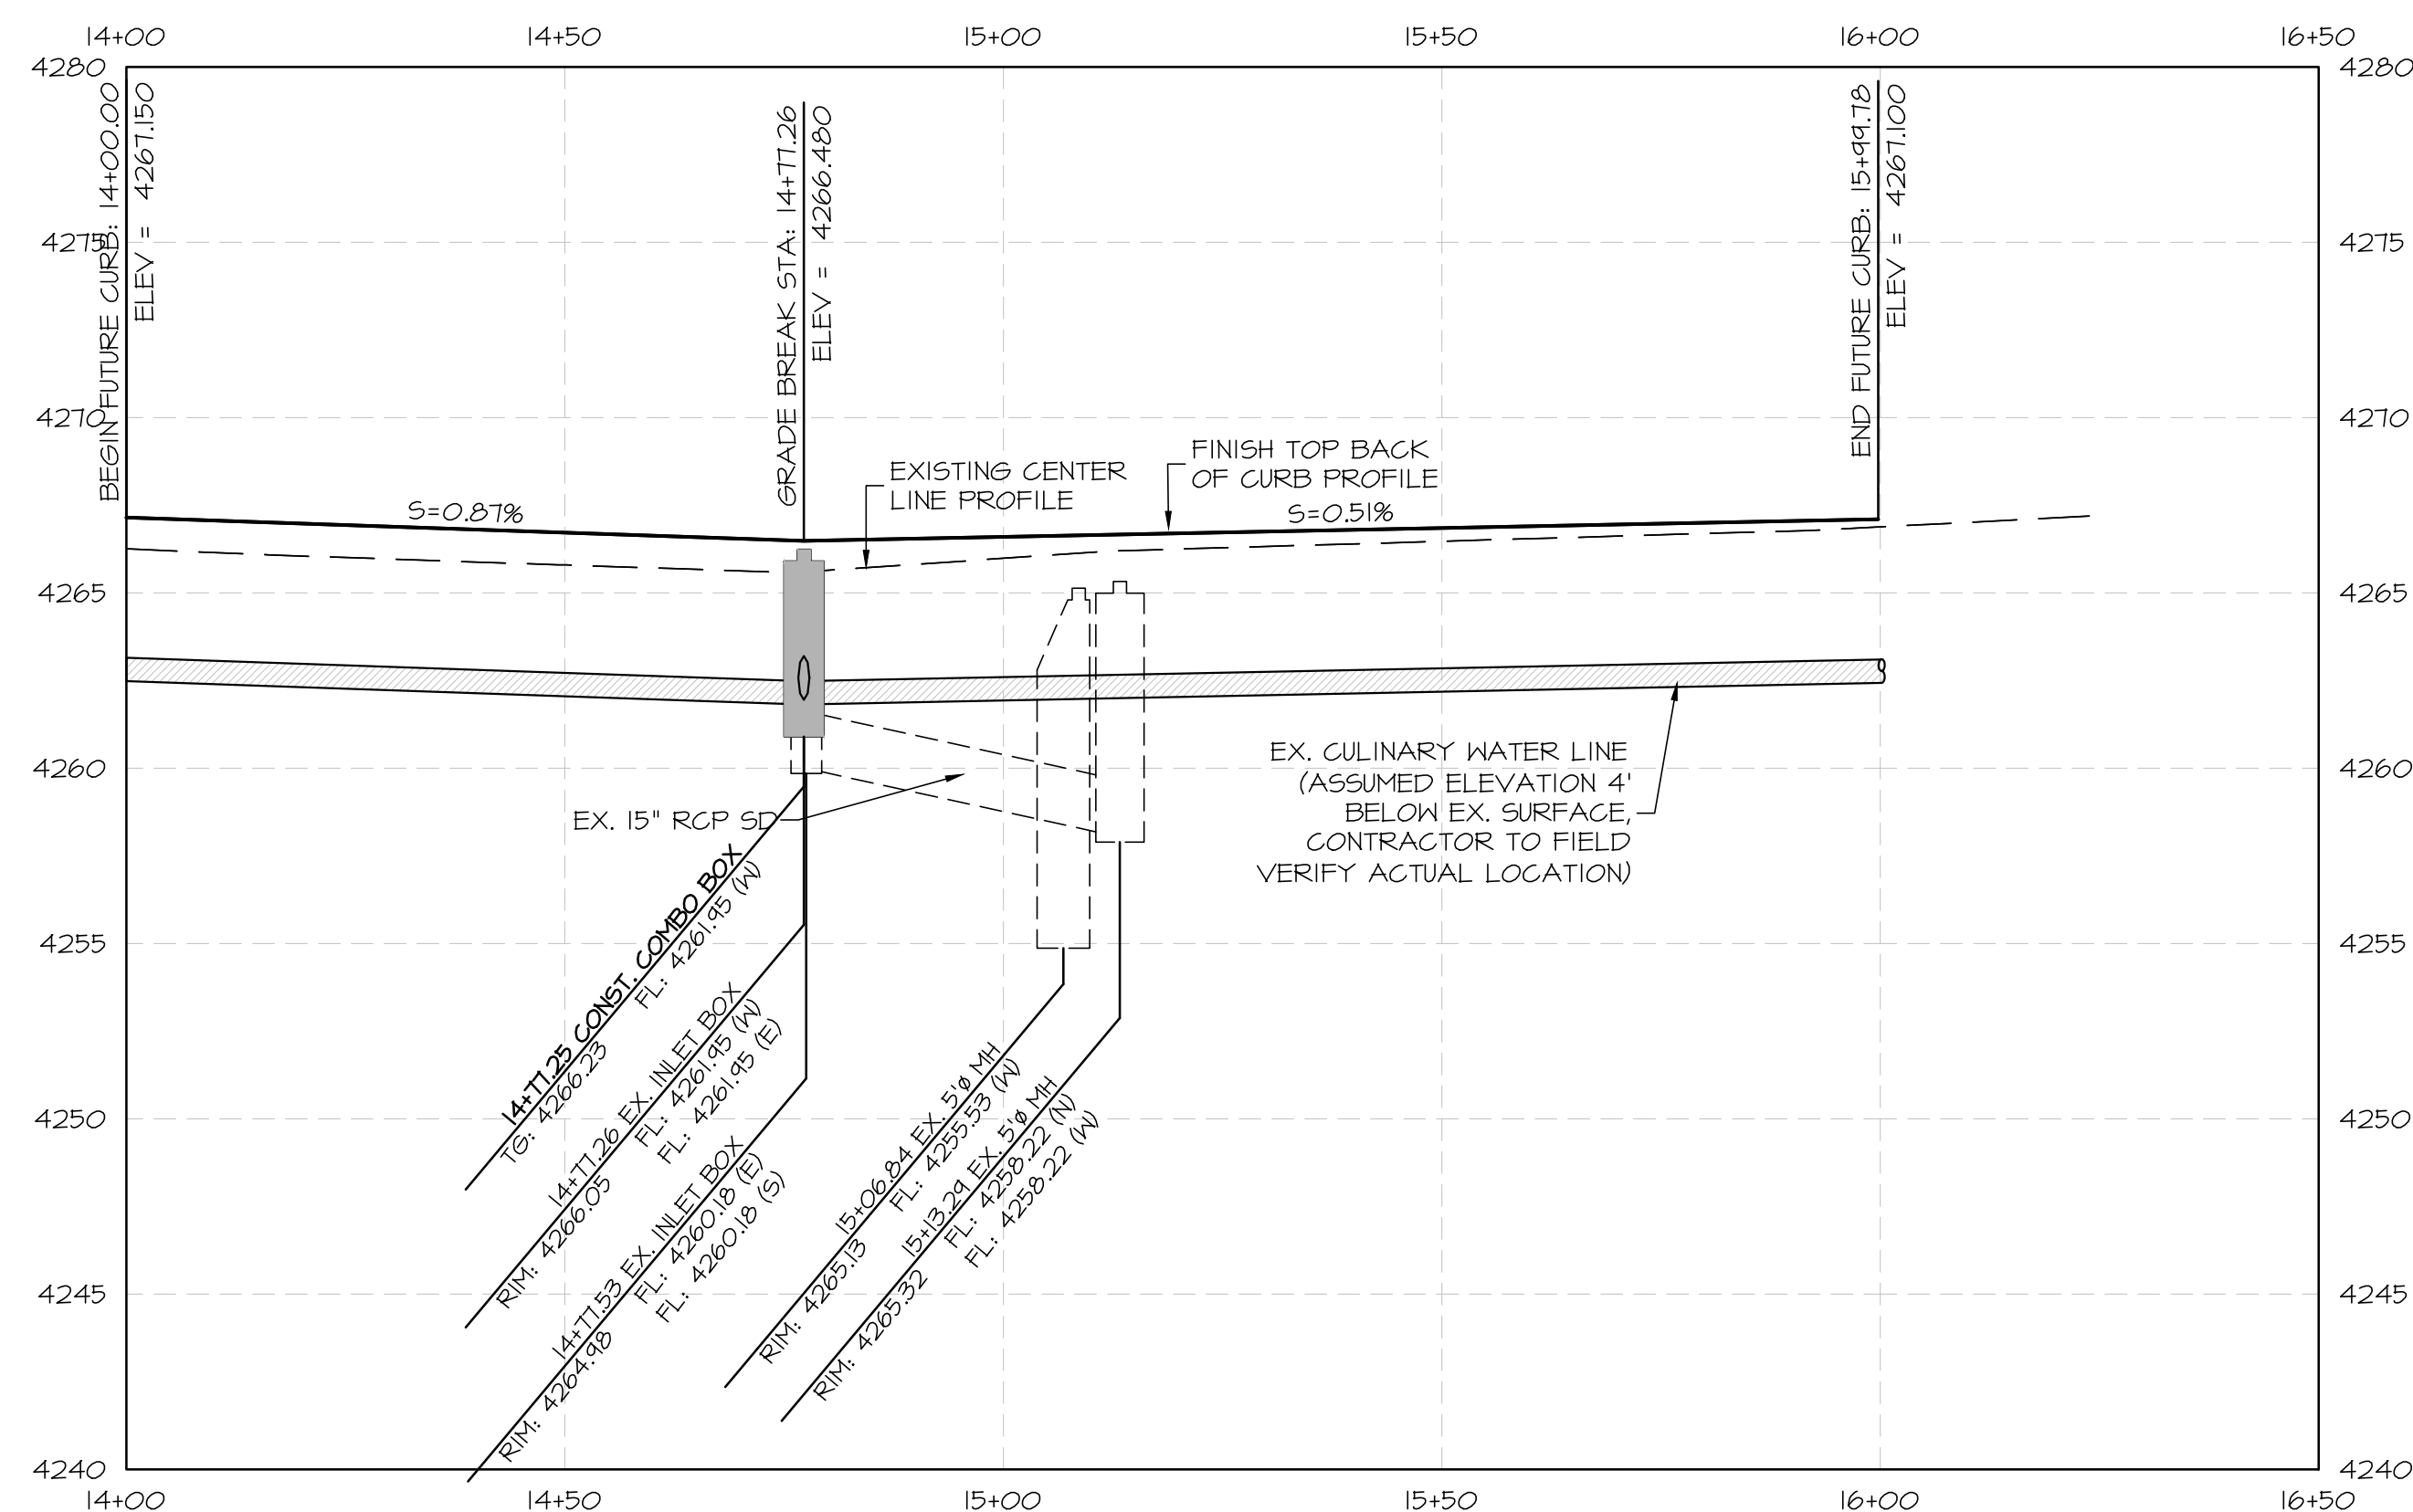 14+00 14+50 15+00 15+50 16+00 16+50
4280 4280
4275 4275
4270 4270
4265 4265
4260 4260
4255 4255
4250 4250
4245 4245
4240 4240
BEGIN FUTURE CURB: 14+00.00
ELEV = 4267.150
GRADE BREAK STA: 14+77.26
ELEV = 4266.480
END FUTURE CURB: 15+99.78
ELEV = 4267.100
S=0.87%
EXISTING CENTER
LINE PROFILE
FINISH TOP BACK
OF CURB PROFILE
S=0.51%
EX. 15" RCP SD
EX. CULINARY WATER LINE
(ASSUMED ELEVATION 4'
BELOW EX. SURFACE,
CONTRACTOR TO FIELD
VERIFY ACTUAL LOCATION)
14+77.25 CONST. COMBO BOX
TG: 4266.23
FL: 4261.95 (W)
14+77.26 EX. INLET BOX
RIM: 4266.05
FL: 4261.95 (W)
FL: 4261.95 (E)
14+77.53 EX. INLET BOX
RIM: 4264.98
FL: 4260.18 (E)
FL: 4260.18 (S)
15+06.84 EX. 5'ø MH
RIM: 4265.13
FL: 4255.53 (W)
15+13.29 EX. 5'ø MH
RIM: 4265.32
FL: 4258.22 (N)
FL: 4258.22 (W)
14+00 14+50 15+00 15+50 16+00 16+50